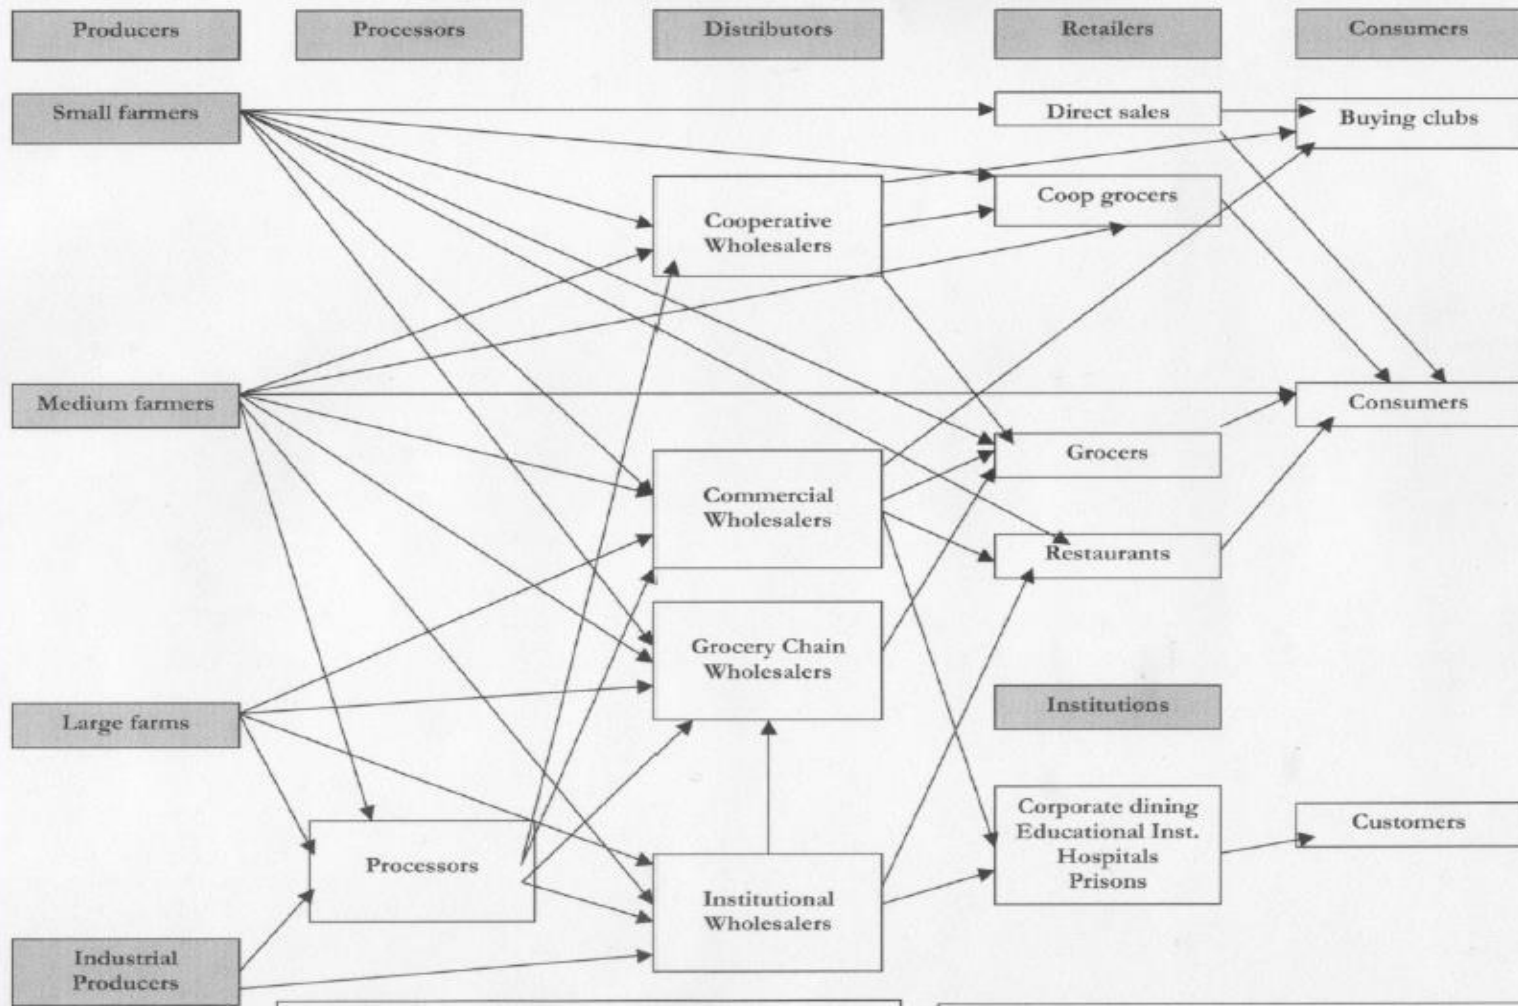 Producers
Processors
Distributors
Retailers
Consumers
Small farmers
Direct sales
Buying clubs
Cooperative
Wholesalers
Coop grocers
Medium farmers
Consumers
Grocers
Commercial
Wholesalers
Restaurants
Grocery Chain
Wholesalers
Large farms
Institutions
Processors
Corporate dining
Educational Inst.
Hospitals
Prisons
Customers
Institutional
Wholesalers
Industrial
Producers